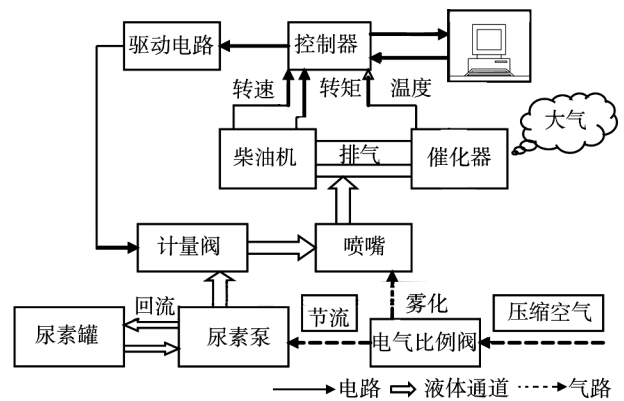 驱动电路
控制器
转速
转矩
温度
大气
柴油机
排气
催化器
计量阀
喷嘴
回流
尿素罐
尿素泵
节流
雾化
压缩空气
电气比例阀
电路
液体通道
气路